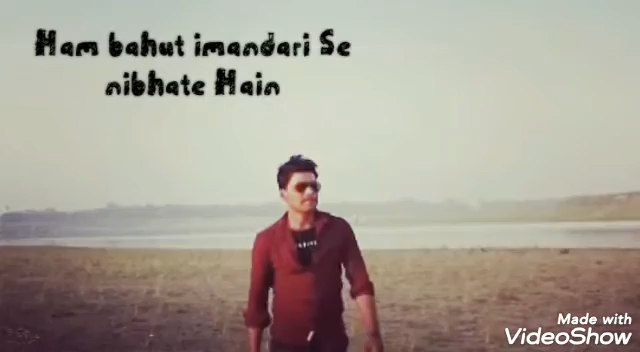 Ham bahut imandari Se
nibhate Hain
Made with
VideoShow